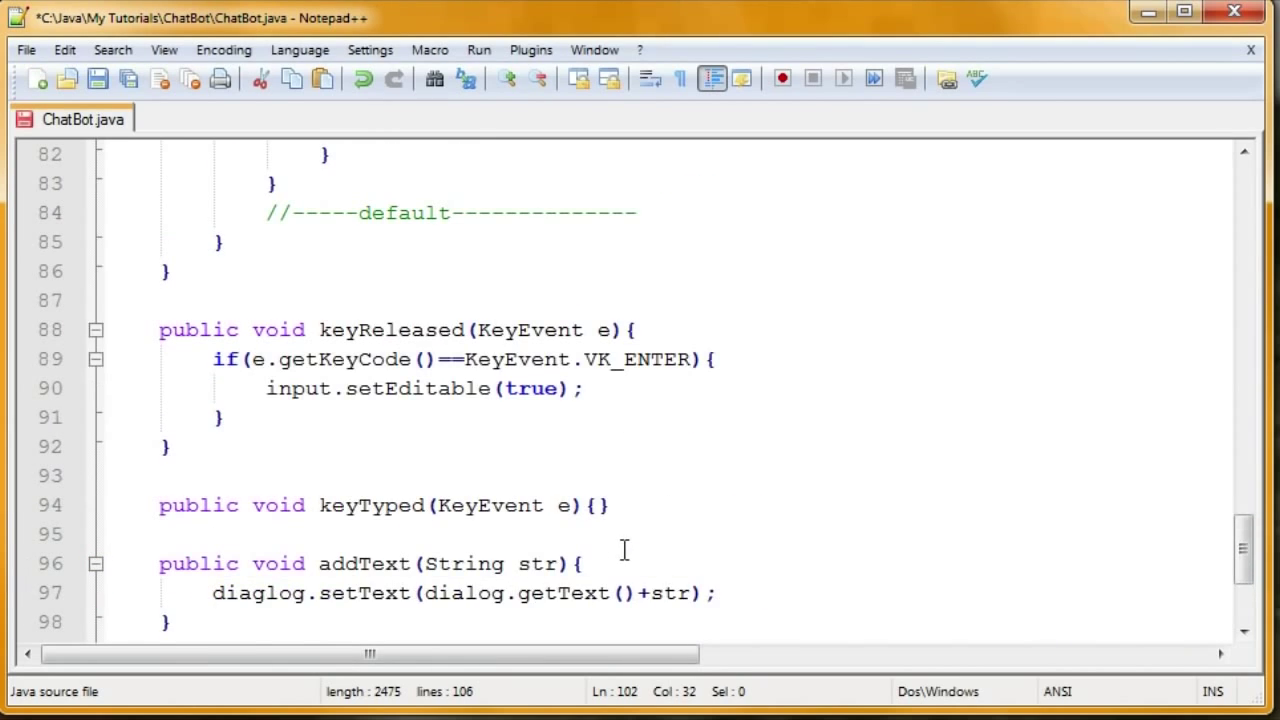 *C:\Java\My Tutorials\ChatBot\ChatBot.java - Notepad++
File Edit Search View Encoding Language Settings Macro Run Plugins Window ? X
ABC
ChatBot.java
82 }
83 }
84 //-----default--------------
85 }
86 }
87
88 public void keyReleased(KeyEvent e){
89 if(e.getKeyCode()==KeyEvent.VK_ENTER){
90 input.setEditable(true);
91 }
92 }
93
94 public void keyTyped(KeyEvent e){}
95
96 public void addText(String str){
97 diaglog.setText(dialog.getText()+str);
98 }
Java source file length : 2475 lines : 106 Ln : 102 Col : 32 Sel : 0 Dos\Windows ANSI INS